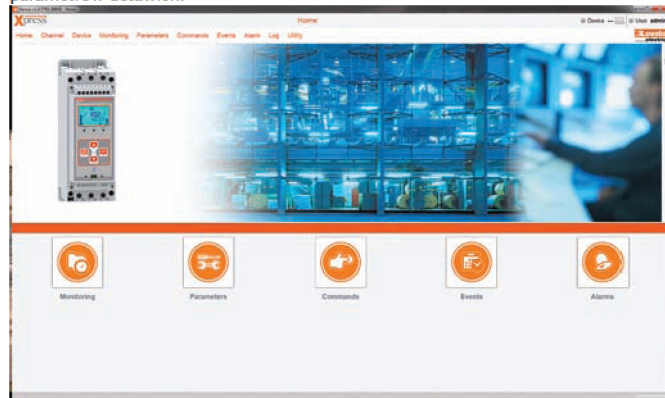 Xpress
Home
Device
User admin
Home Channel Device Monitoring Parameters Commands Events Alarm Log Utility
Lovato
electric
Monitoring
Parameters
Commands
Events
Alarms